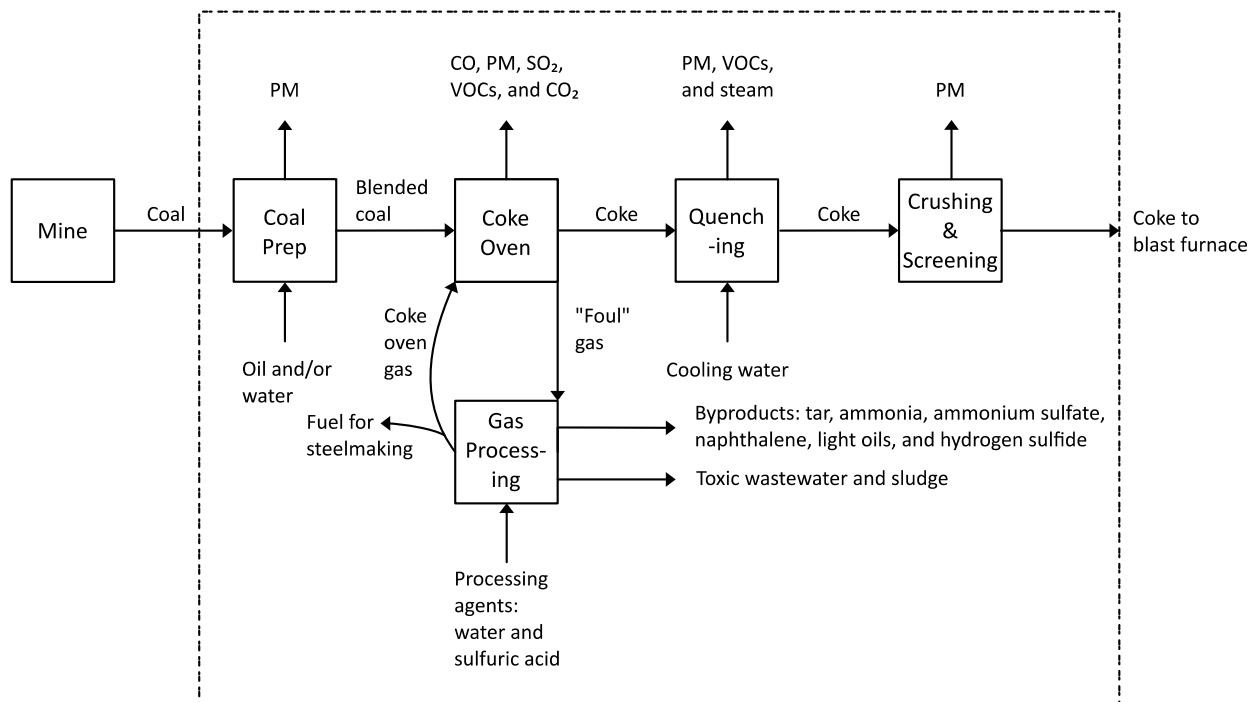 CO, PM, SO₂,
VOCs, and CO₂
PM, VOCs,
and steam
PM
PM
Mine
Coal
Coal
Prep
Blended
coal
Coke
Oven
Coke
Quench
-ing
Coke
Crushing
&
Screening
Coke to
blast furnace
Oil and/or
water
Coke
oven
gas
"Foul"
gas
Cooling water
Fuel for
steelmaking
Gas
Process-
ing
Byproducts: tar, ammonia, ammonium sulfate,
naphthalene, light oils, and hydrogen sulfide
Toxic wastewater and sludge
Processing
agents:
water and
sulfuric acid